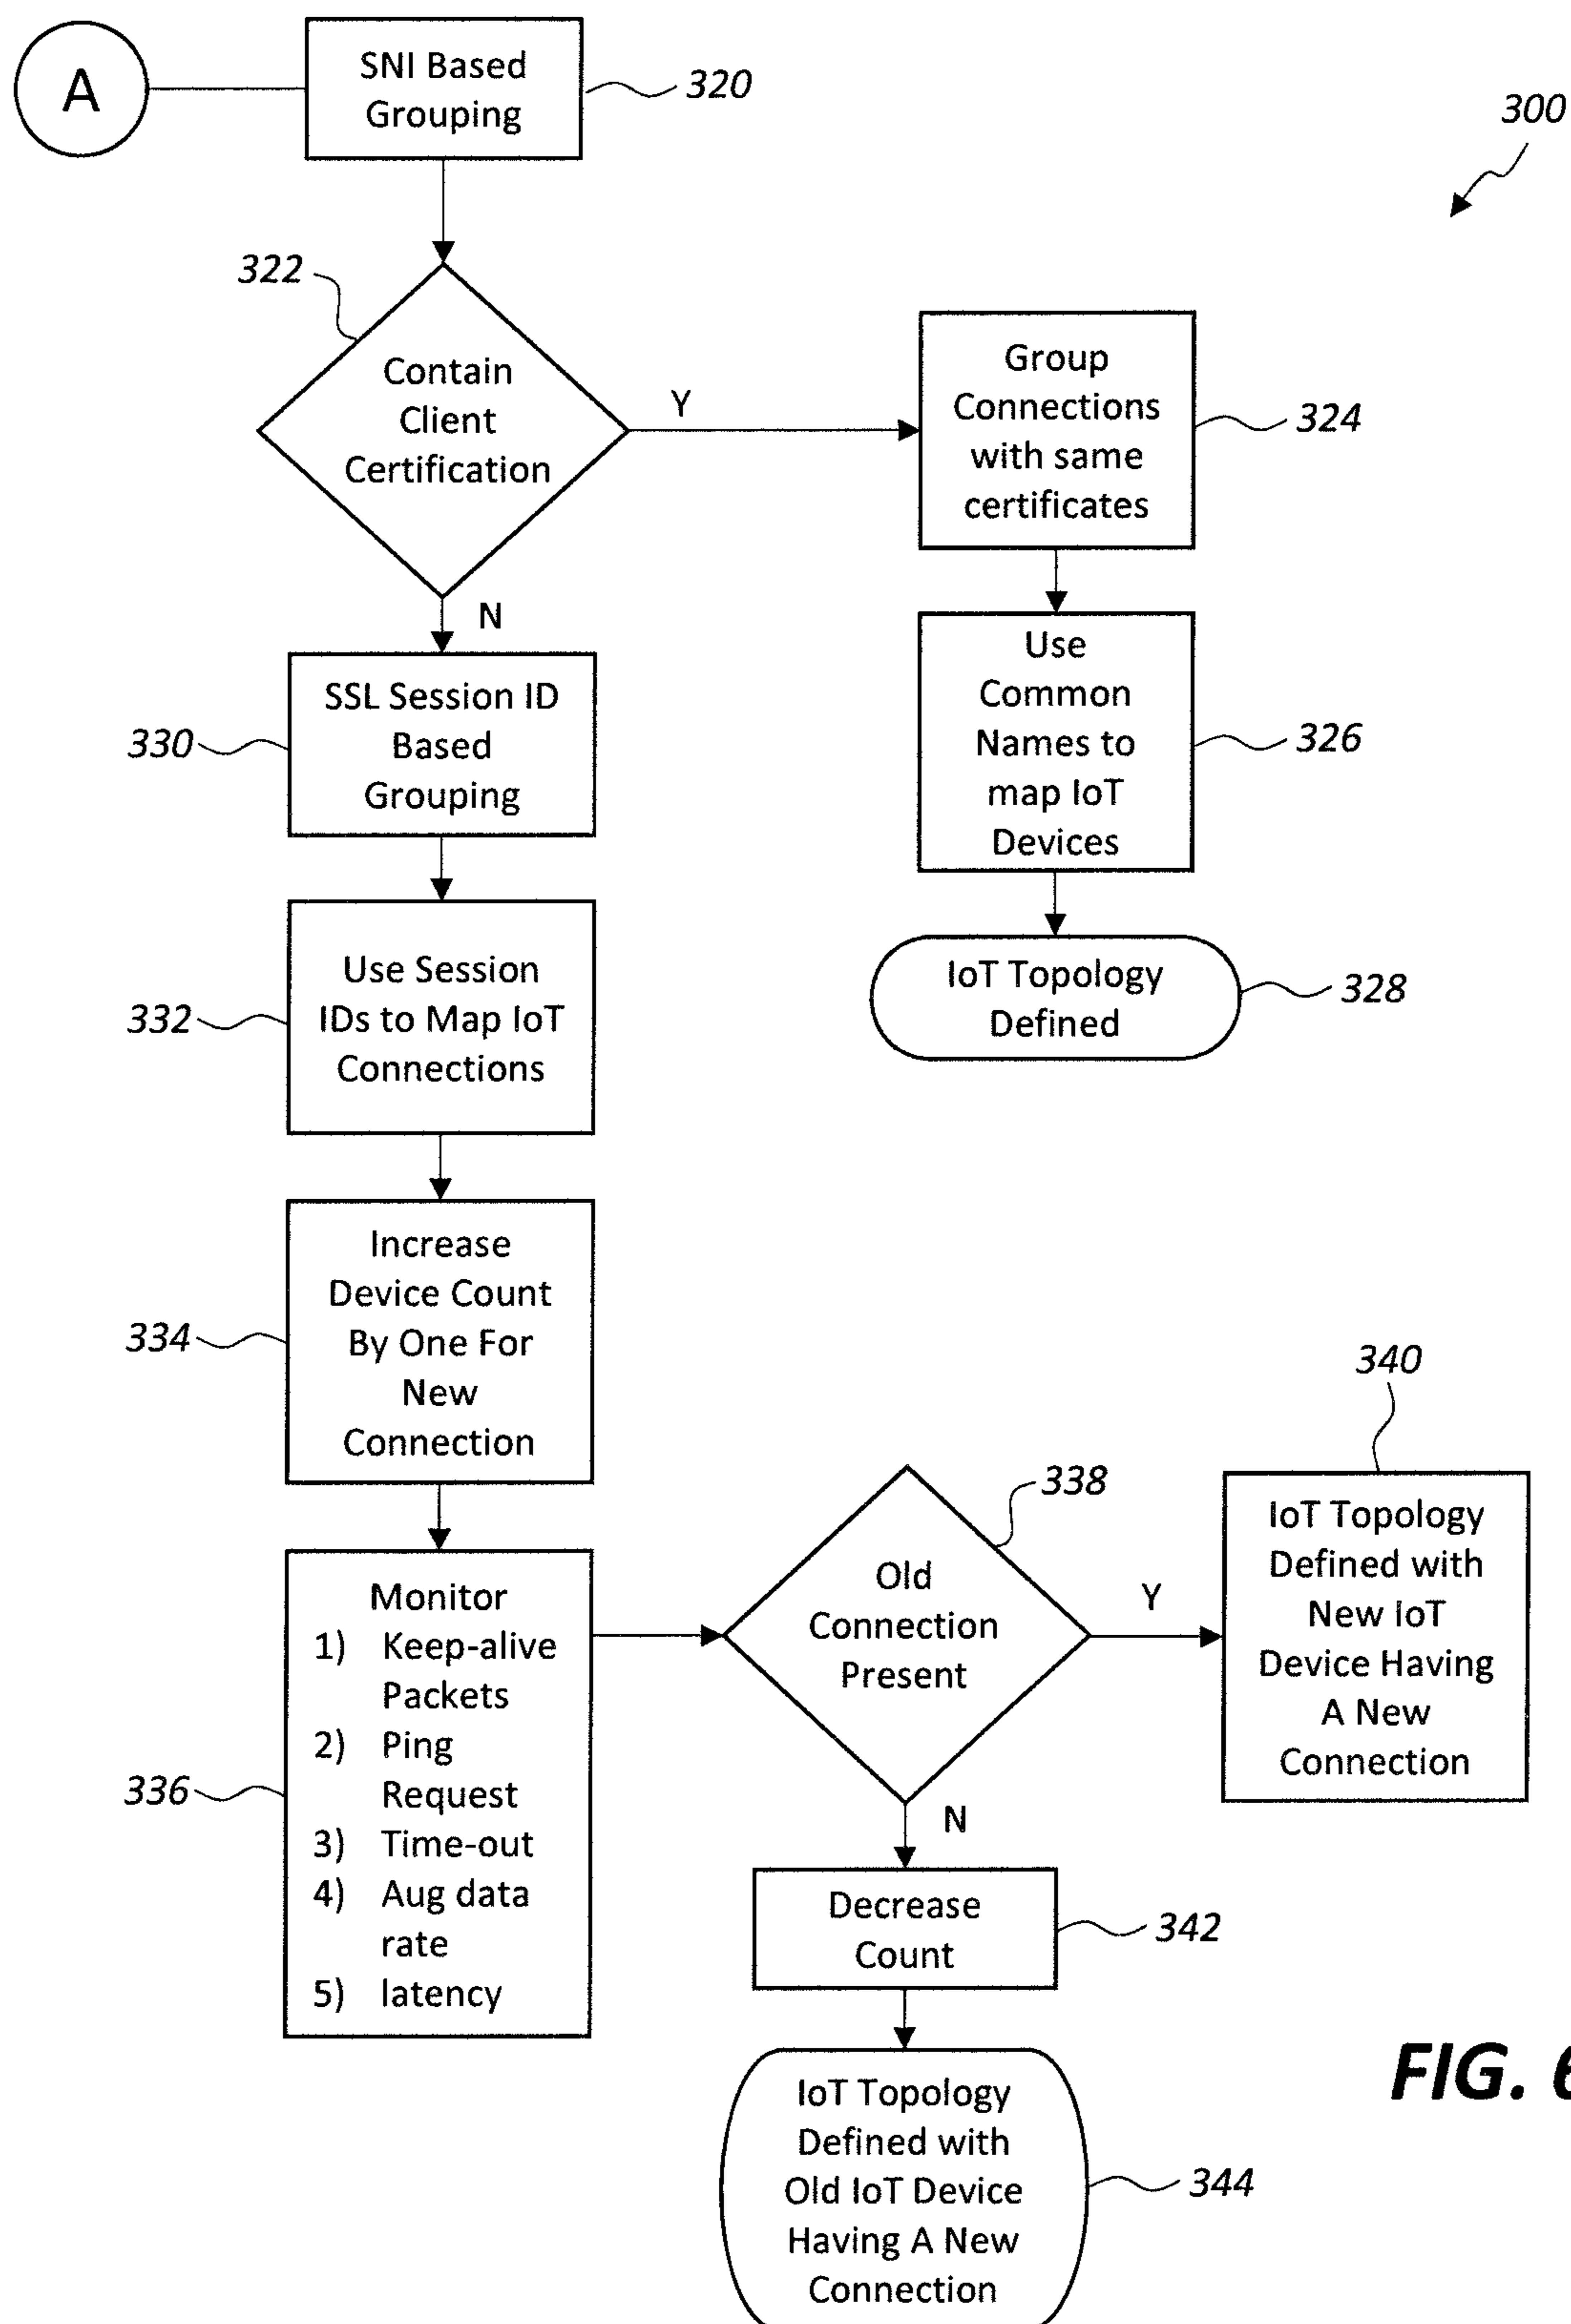 A
SNI Based
Grouping
320
300
322
Contain
Client
Certification
Y
Group
Connections
with same
certificates
324
N
Use
Common
Names to
map IoT
Devices
326
IoT Topology
Defined
328
SSL Session ID
Based
Grouping
330
Use Session
IDs to Map IoT
Connections
332
Increase
Device Count
By One For
New
Connection
334
Monitor
1) Keep-alive
Packets
2) Ping
Request
3) Time-out
4) Aug data
rate
5) latency
336
Old
Connection
Present
338
Y
340
IoT Topology
Defined with
New IoT
Device Having
A New
Connection
N
Decrease
Count
342
IoT Topology
Defined with
Old IoT Device
Having A New
Connection
344
FIG. 6